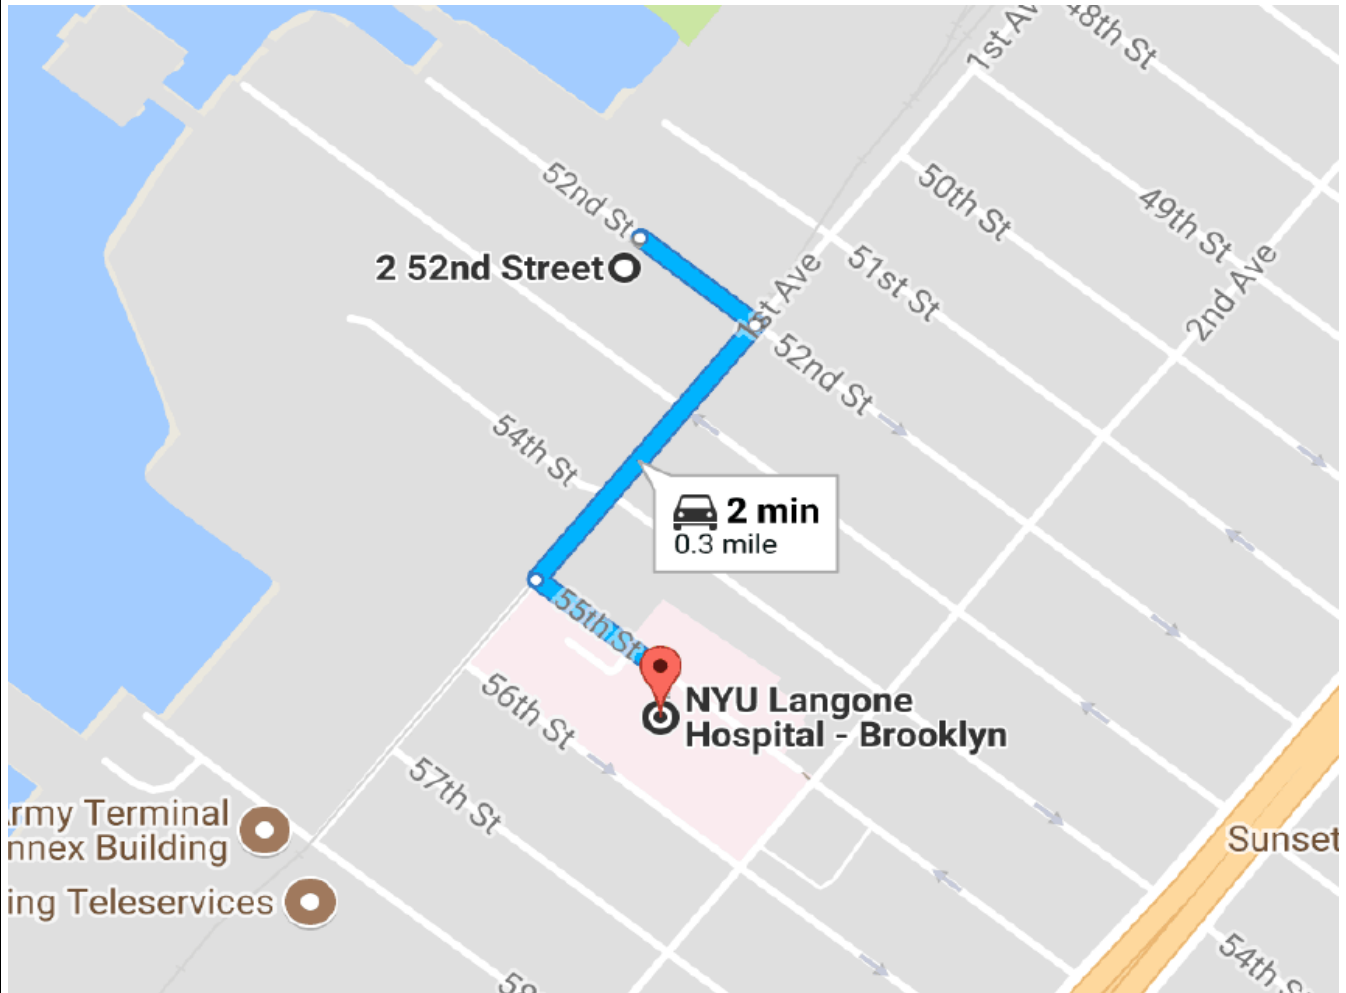 48th St
1st Av
49th St
50th St
2nd Ave
51st St
52nd St
2 52nd Street
1st Ave
52nd St
54th St
2 min
0.3 mile
55th St
NYU Langone
Hospital - Brooklyn
56th St
57th St
rmy Terminal
nnex Building
ing Teleservices
Sunset
54th S